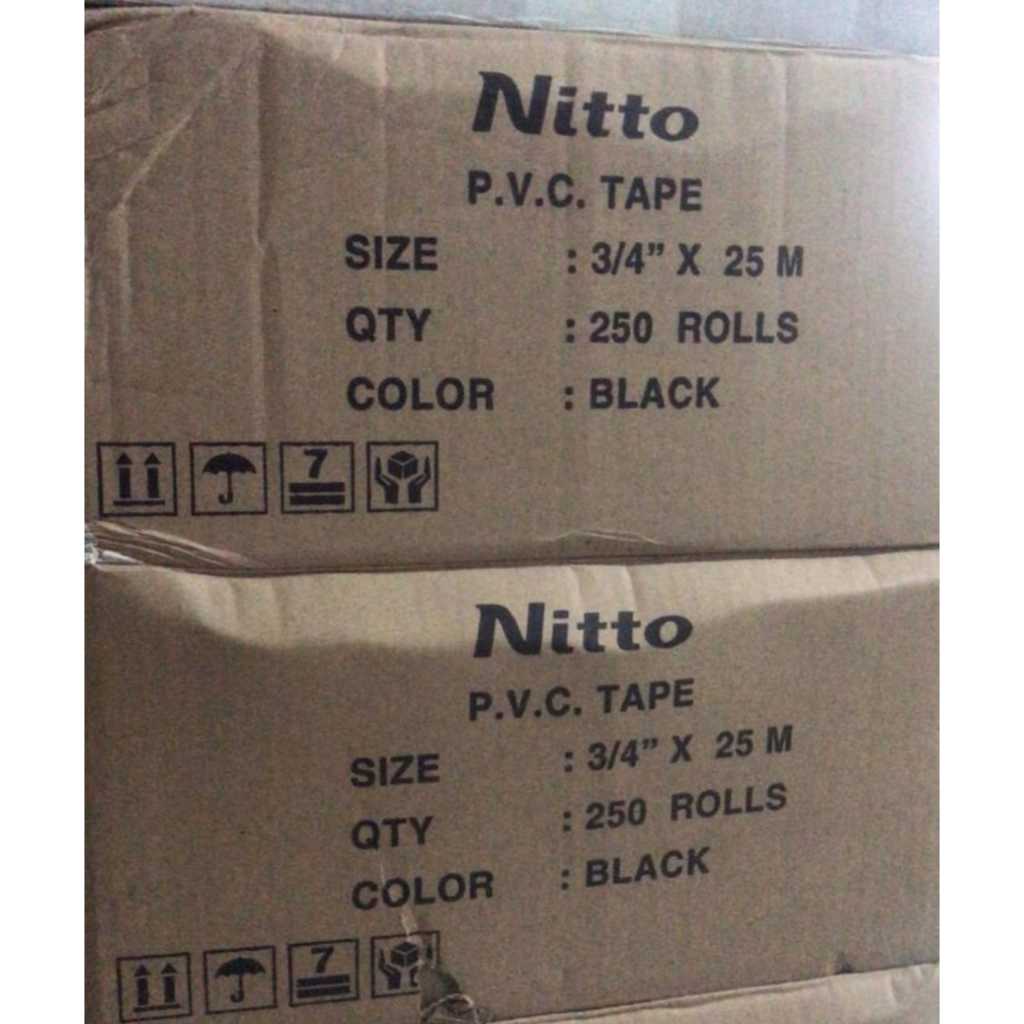 Nitto
P.V.C. TAPE
SIZE : 3/4” X 25 M
QTY : 250 ROLLS
COLOR : BLACK
7
Nitto
P.V.C. TAPE
SIZE : 3/4” X 25 M
QTY : 250 ROLLS
COLOR : BLACK
7